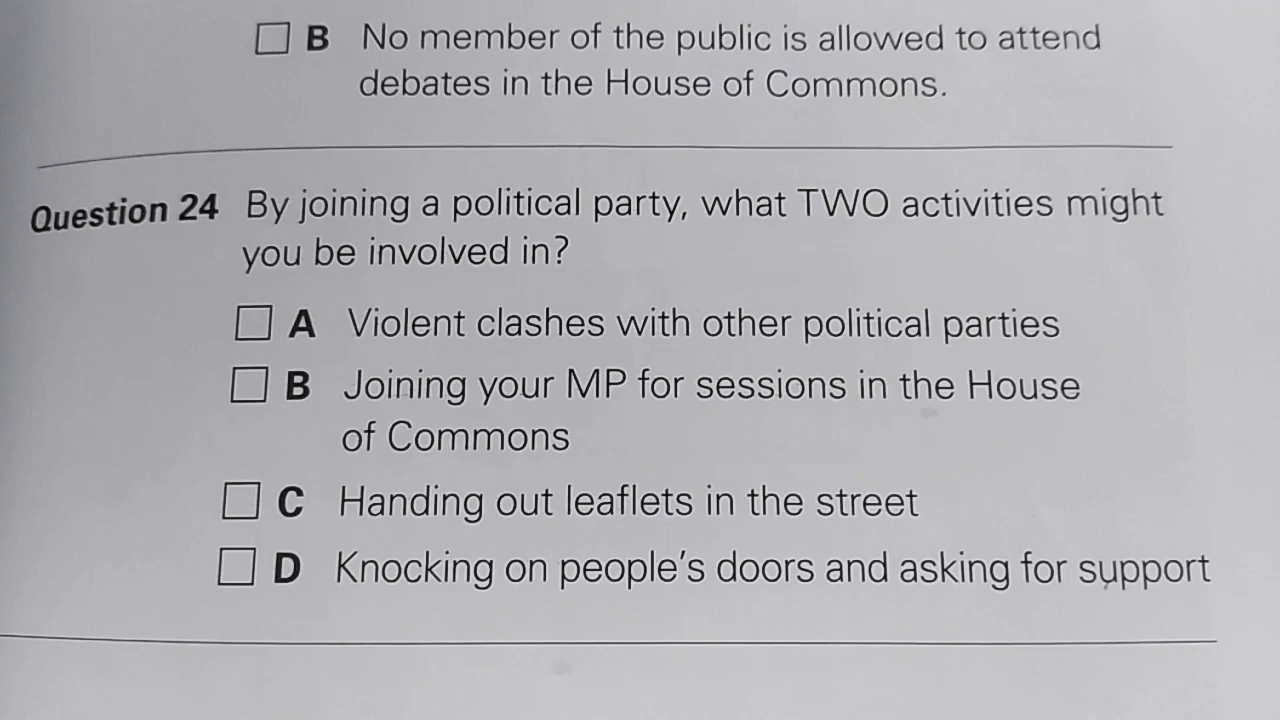 B No member of the public is allowed to attend
debates in the House of Commons.
Question 24 By joining a political party, what TWO activities might
you be involved in?
A Violent clashes with other political parties
B Joining your MP for sessions in the House
of Commons
C Handing out leaflets in the street
D Knocking on people's doors and asking for support